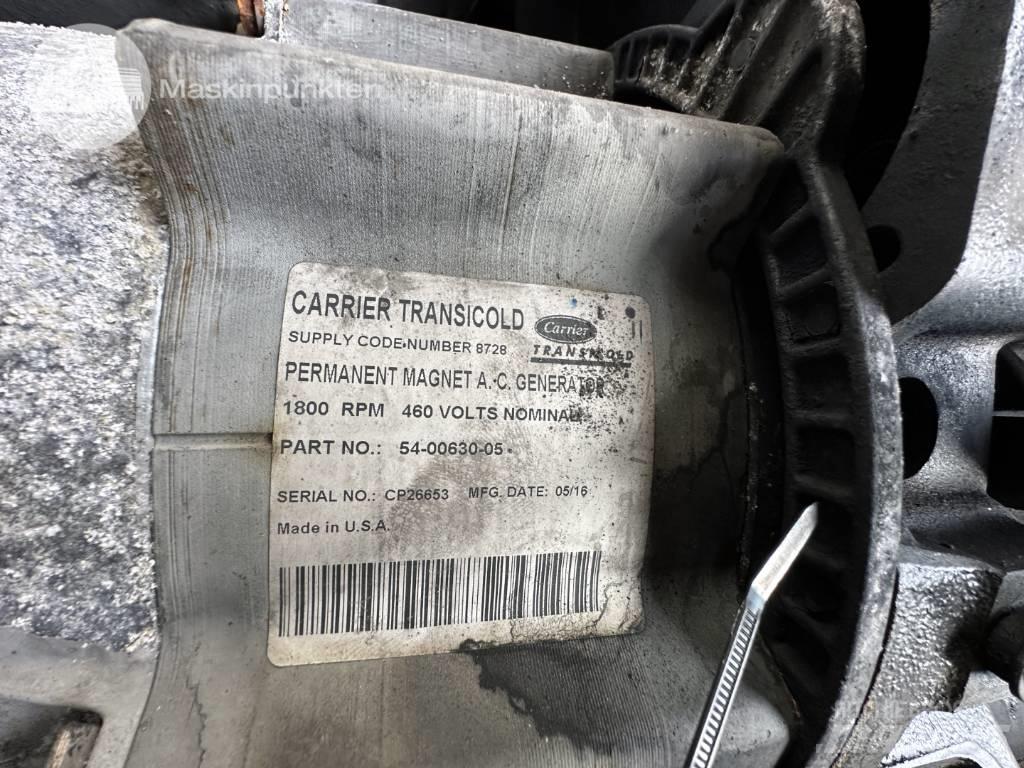 Maskinpunkten
CARRIER TRANSICOLD
Carrier
TRANSICOLD
SUPPLY CODE NUMBER 8728
PERMANENT MAGNET A.C. GENERATOR
1800 RPM 460 VOLTS NOMINAL
PART NO.: 54-00630-05
SERIAL NO.: CP26653 MFG. DATE: 05/16
Made in U.S.A.